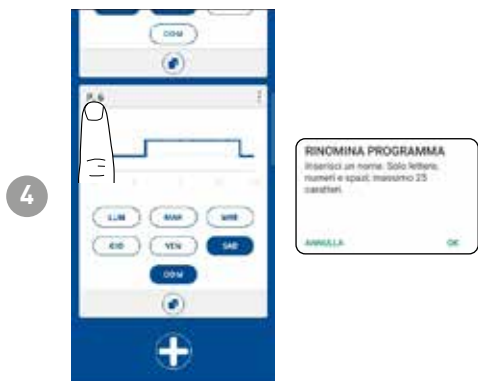 DOM
P. 6
LUN MAR MER
GIO VEN SAB
DOM
4
RINOMINA PROGRAMMA
Inserisci un nome. Solo lettere,
numeri e spazi, massimo 25
caratteri.
ANNULLA OK